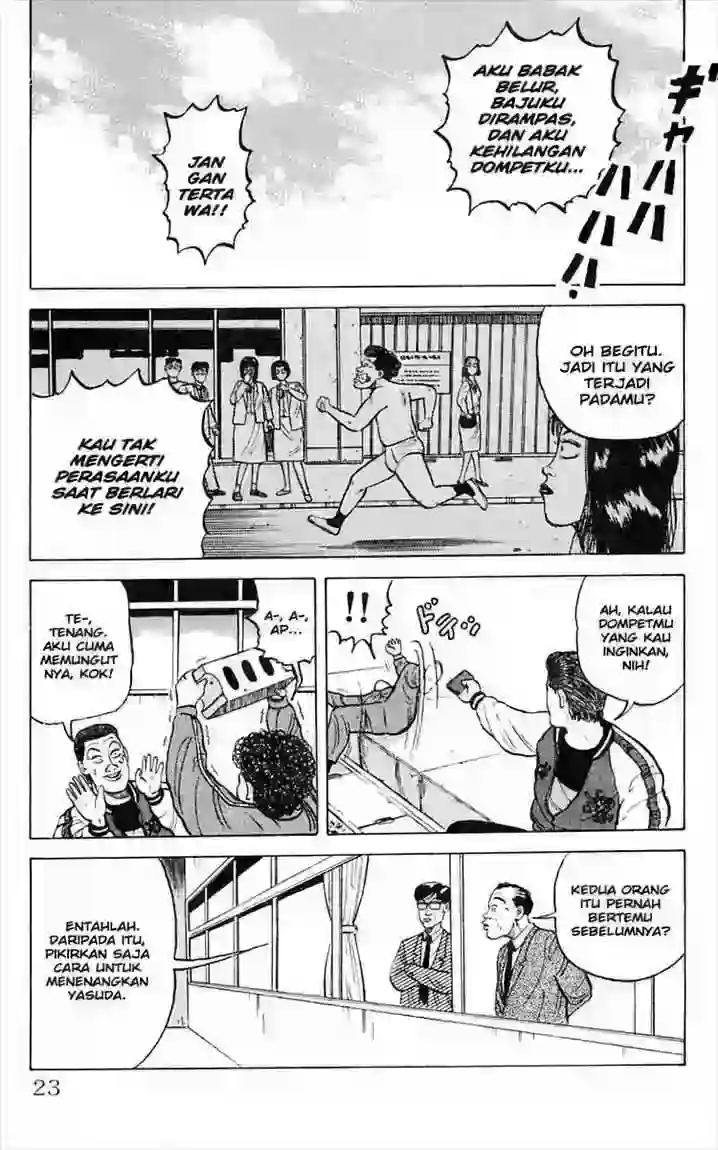 AKU BABAK
BELUR,
BAJUKU
DIRAMPAS,
DAN AKU
KEHILANGAN
DOMPETKU...
ギャ
JAN
GAN
TERTA
WA!!
OH BEGITU.
JADI ITU YANG
TERJADI
PADAMU?
KAU TAK
MENGERTI
PERASAANKU
SAAT BERLARI
KE SINI!
TE-,
TENANG.
AKU CUMA
MEMUNGUT
NYA, KOK!
A-, A-,
AP...
!!
AH, KALAU
DOMPETMU
YANG KAU
INGINKAN,
NIH!
KEDUA ORANG
ITU PERNAH
BERTEMU
SEBELUMNYA?
ENTAHLAH.
DARIPADA ITU,
PIKIRKAN SAJA
CARA UNTUK
MENENANGKAN
YASUDA.
23